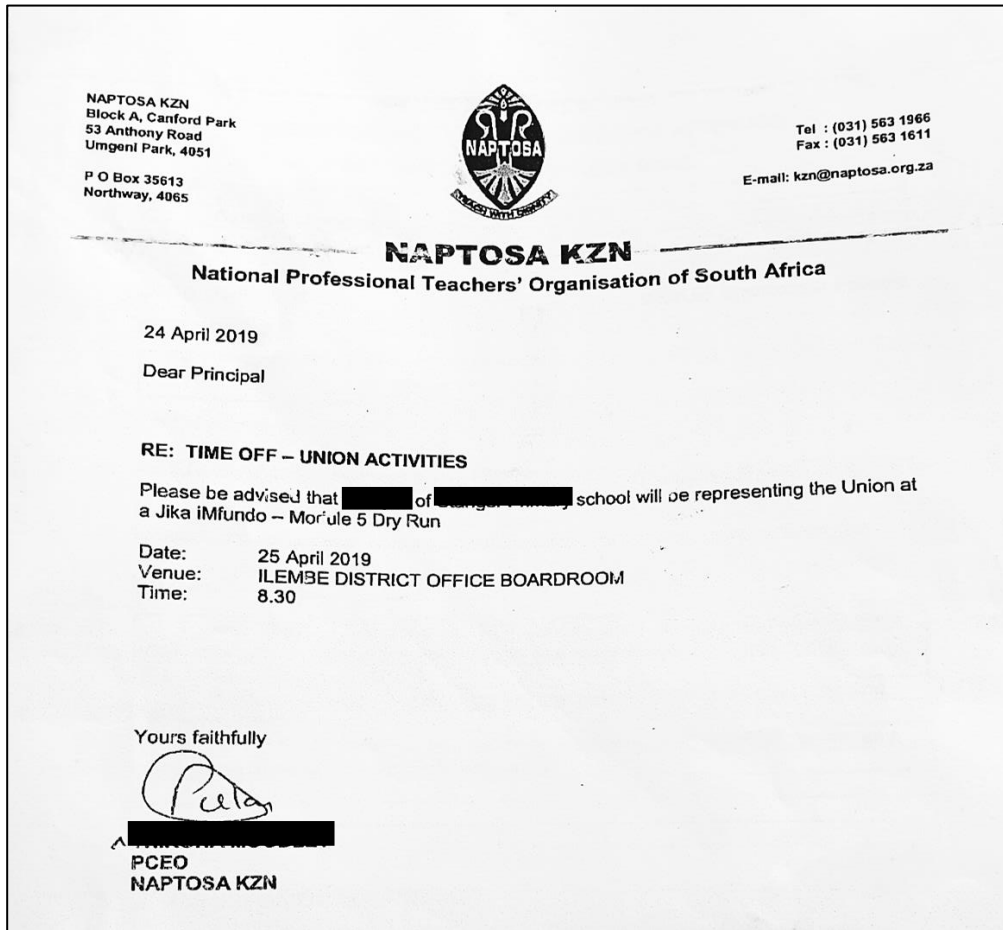 NAPTOSA KZN
Block A, Canford Park
53 Anthony Road
Umgeni Park, 4051
P O Box 35613
Northway, 4065
NAPTOSA
TEACH WITH DIGNITY
Tel : (031) 563 1966
Fax : (031) 563 1611
E-mail: kzn@naptosa.org.za
NAPTOSA KZN
National Professional Teachers' Organisation of South Africa
24 April 2019
Dear Principal
RE: TIME OFF – UNION ACTIVITIES
Please be advised that of school will be representing the Union at
a Jika iMfundo – Module 5 Dry Run
Date: 25 April 2019
Venue: ILEMBE DISTRICT OFFICE BOARDROOM
Time: 8.30
Yours faithfully
PCEO
NAPTOSA KZN